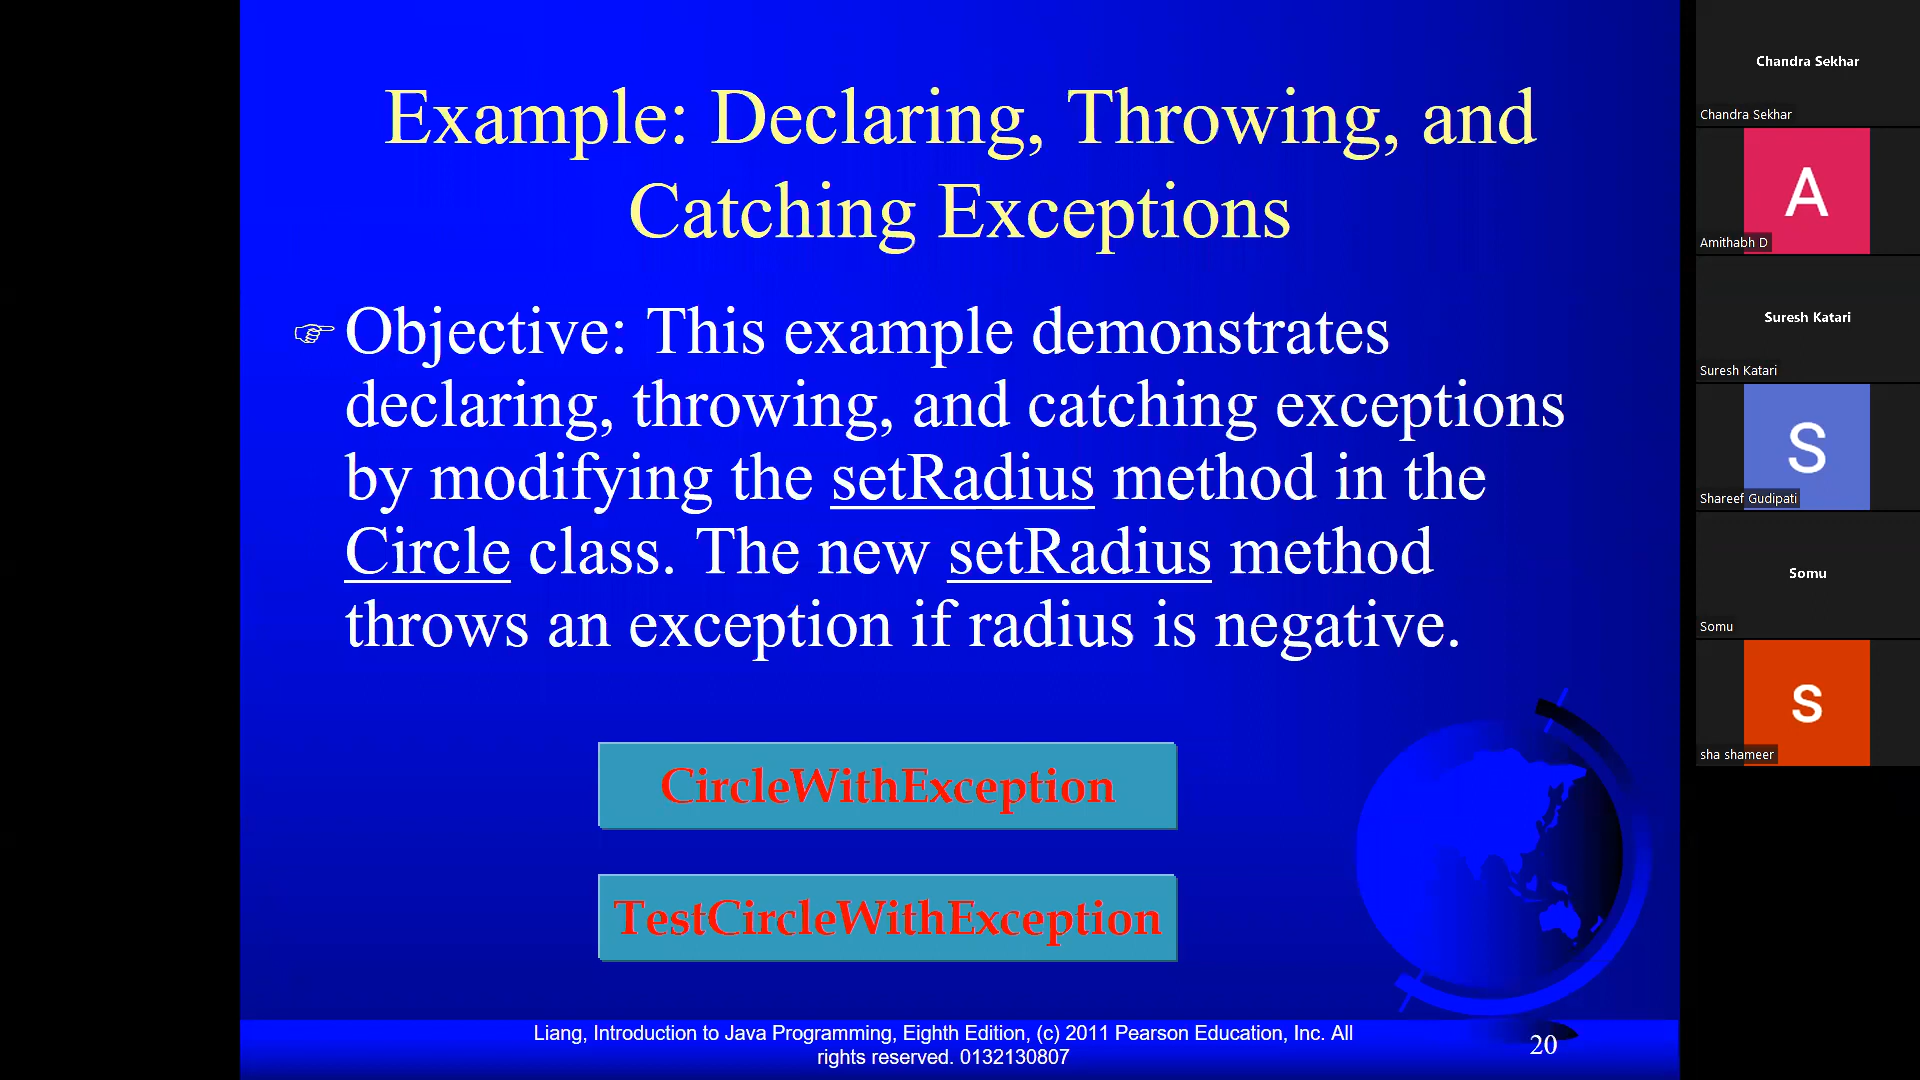 Example: Declaring, Throwing, and
Catching Exceptions
☞Objective: This example demonstrates
declaring, throwing, and catching exceptions
by modifying the setRadius method in the
Circle class. The new setRadius method
throws an exception if radius is negative.
CircleWithException
TestCircleWithException
Liang, Introduction to Java Programming, Eighth Edition, (c) 2011 Pearson Education, Inc. All
rights reserved. 0132130807
20
Chandra Sekhar
Chandra Sekhar
A
Amithabh D
Suresh Katari
Suresh Katari
S
Shareef Gudipati
Somu
Somu
s
sha shameer